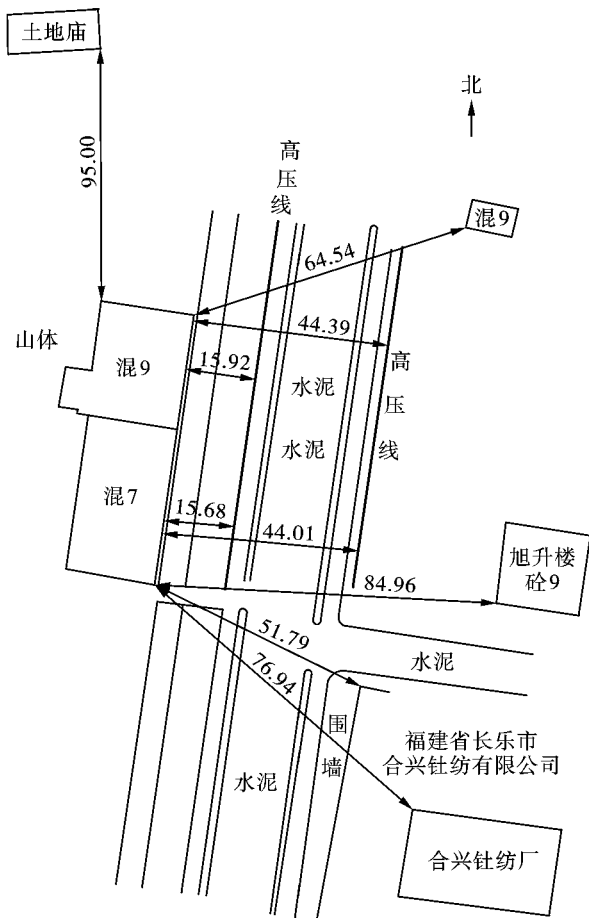 土地庙
北
95.00
高压线
混9
64.54
山体
44.39
混9
15.92
水泥
高压线
水泥
混7
15.68
44.01
旭升楼
砼9
84.96
51.79
水泥
76.94
围墙
福建省长乐市
合兴钍纺有限公司
水泥
合兴钍纺厂